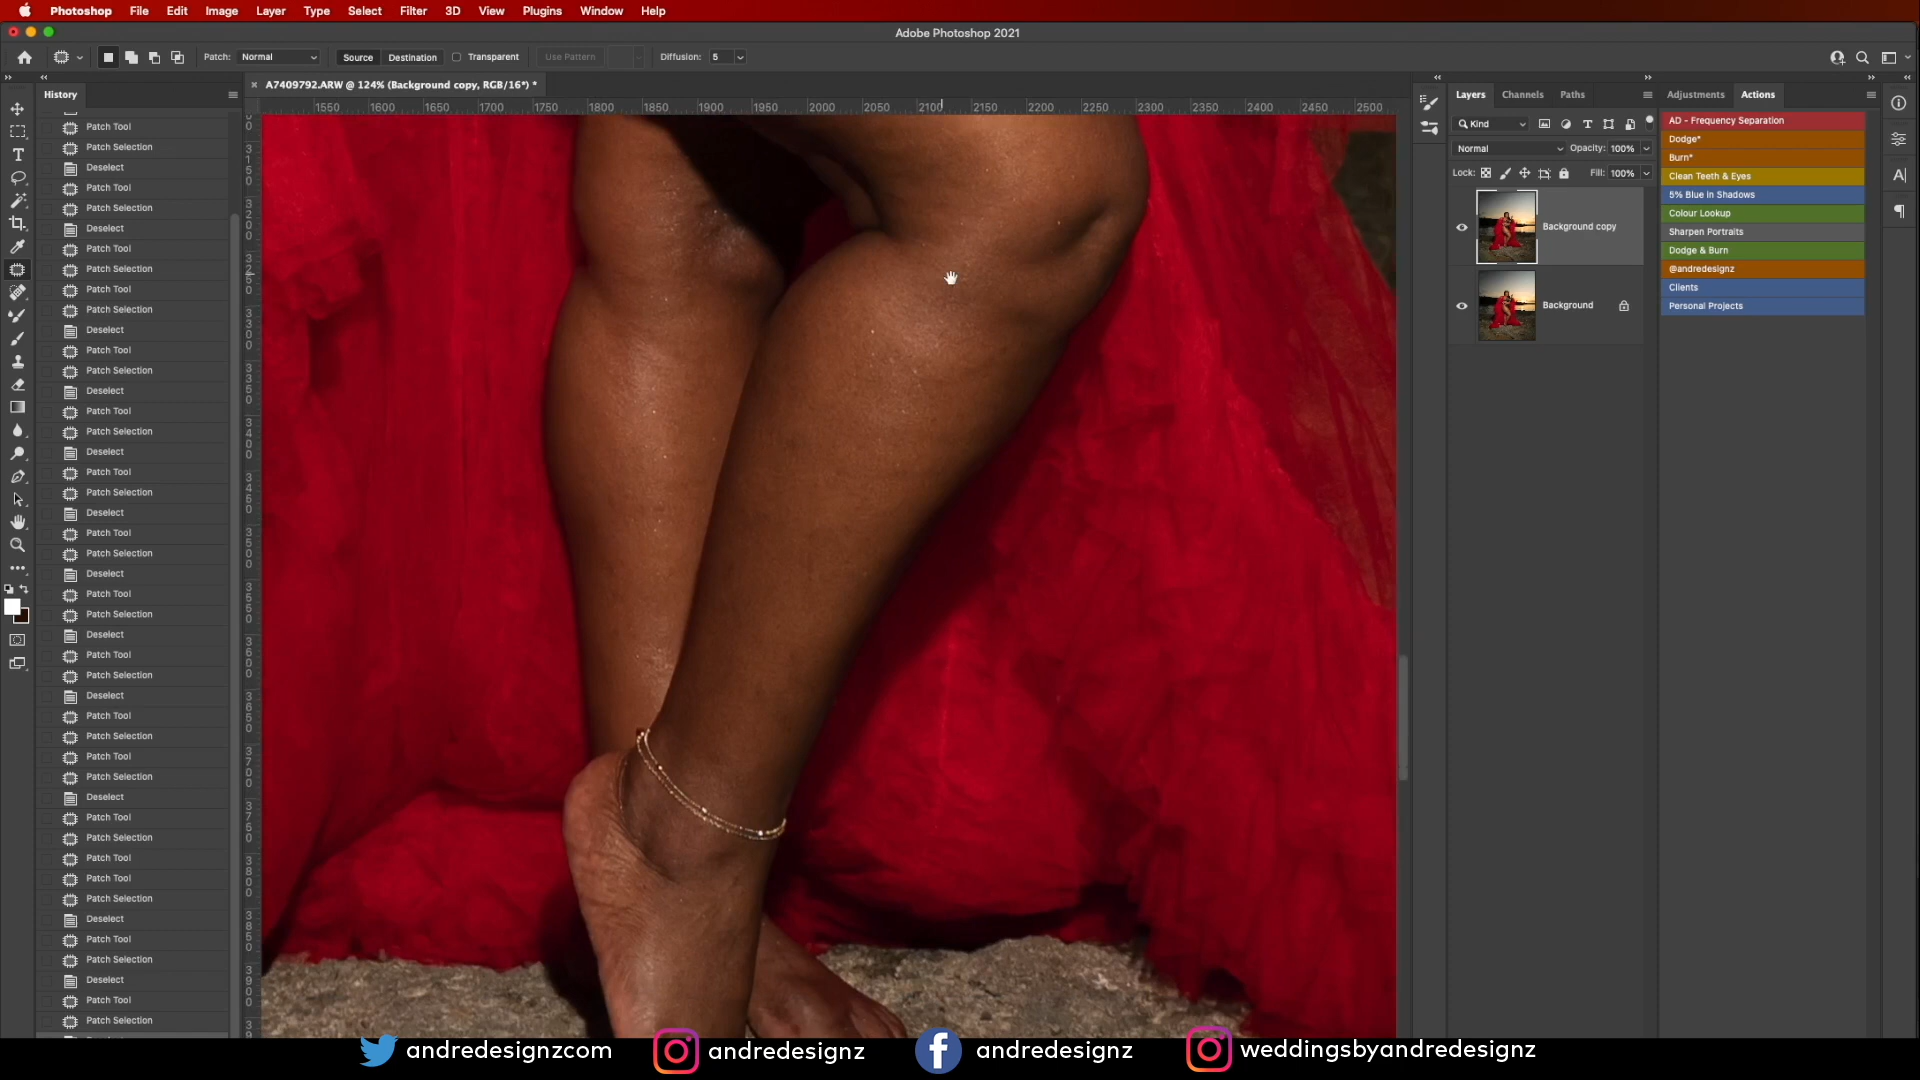 Photoshop File Edit Image Layer Type Select Filter 3D View Plugins Window Help
Adobe Photoshop 2021
Patch: Normal Source Destination Transparent Use Pattern Diffusion: 5
A7409792.ARW @ 124% (Background copy, RGB/16*) *
1550 1600 1650 1700 1750 1800 1850 1900 1950 2000 2050 2100 2150 2200 2250 2300 2350 2400 2450 2500
History
Patch Tool
Patch Selection
Deselect
Patch Tool
Patch Selection
Deselect
Patch Tool
Patch Selection
Patch Tool
Patch Selection
Deselect
Patch Tool
Patch Selection
Deselect
Patch Tool
Patch Selection
Deselect
Patch Tool
Patch Selection
Deselect
Patch Tool
Patch Selection
Deselect
Patch Tool
Patch Selection
Deselect
Patch Tool
Patch Selection
Deselect
Patch Tool
Patch Selection
Patch Tool
Patch Selection
Deselect
Patch Tool
Patch Selection
Patch Tool
Patch Tool
Patch Selection
Deselect
Patch Tool
Patch Selection
Deselect
Patch Tool
Patch Selection
Layers Channels Paths
Kind
Normal Opacity: 100%
Lock: Fill: 100%
Background copy
Background
Adjustments Actions
AD - Frequency Separation
Dodge*
Burn*
Clean Teeth & Eyes
5% Blue in Shadows
Colour Lookup
Sharpen Portraits
Dodge & Burn
@andredesignz
Clients
Personal Projects
andredesignzcom andredesignz andredesignz weddingsbyandredesignz